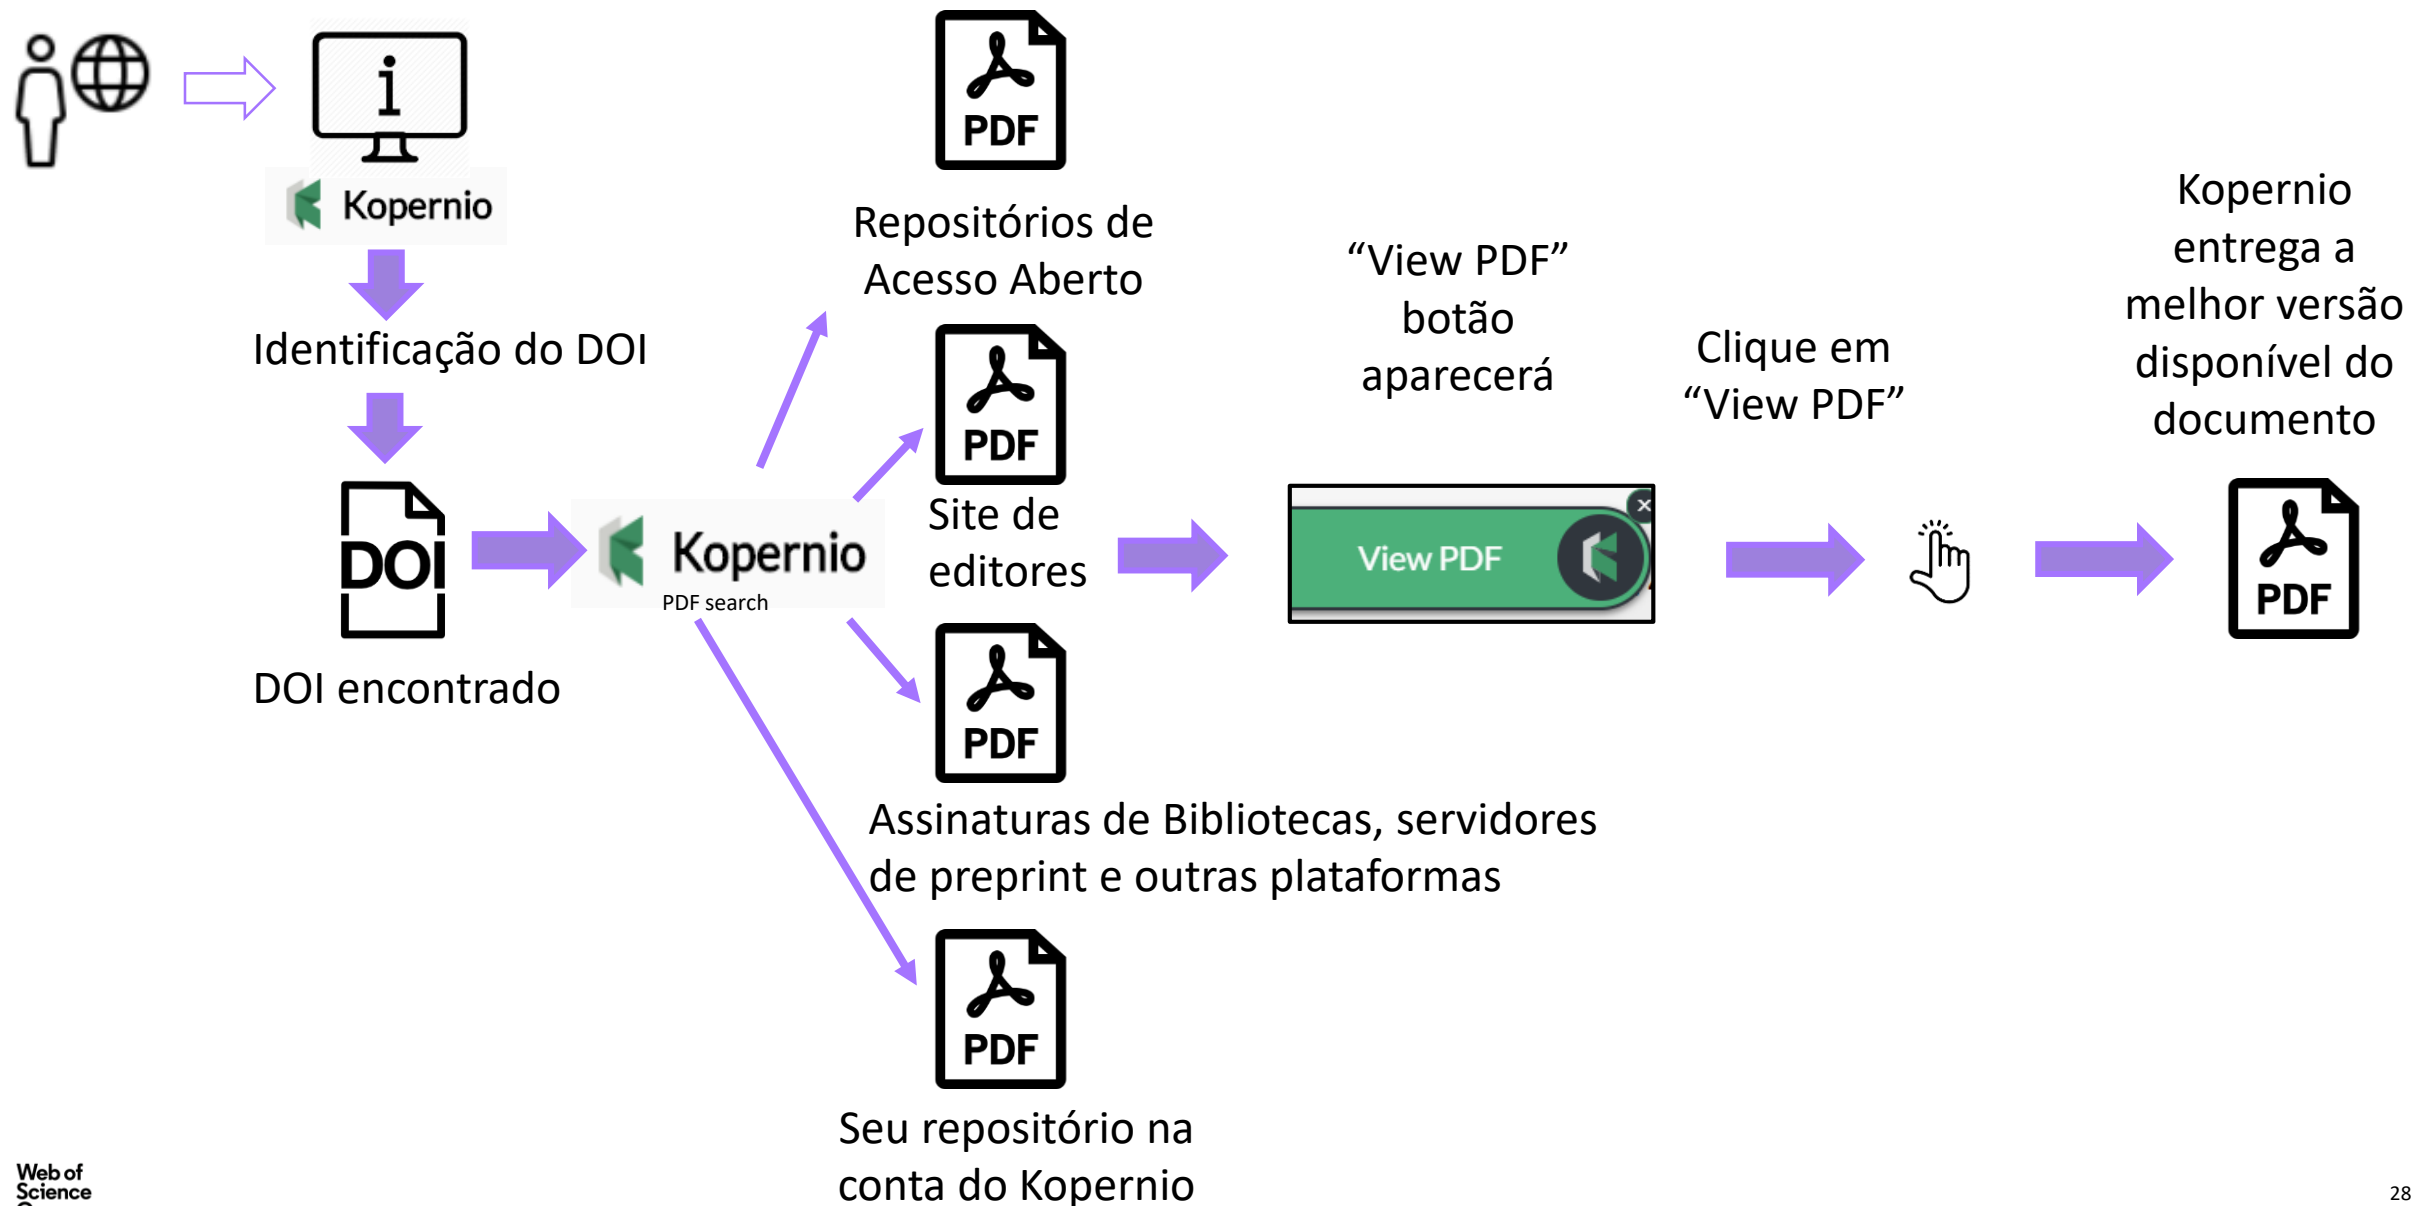 i
Kopernio
Identificação do DOI
DOI
DOI encontrado
Kopernio
PDF search
PDF
Repositórios de
Acesso Aberto
PDF
Site de
editores
PDF
Assinaturas de Bibliotecas, servidores
de preprint e outras plataformas
PDF
Seu repositório na
conta do Kopernio
“View PDF”
botão
aparecerá
View PDF
Clique em
“View PDF”
Kopernio
entrega a
melhor versão
disponível do
documento
PDF
Web of
Science
28